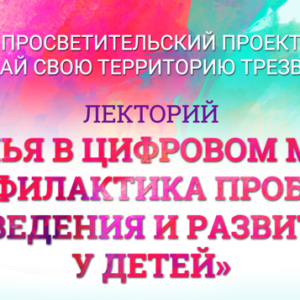 ПРОСВЕТИТЕЛЬСКИЙ ПРОЕКТ
АЙ СВОЮ ТЕРРИТОРИЮ ТРЕЗВ
ЛЕКТОРИЙ
ЬЯ В ЦИФРОВОМ М
ФИЛАКТИКА ПРОБ
ВЕДЕНИЯ И РАЗВИТ
У ДЕТЕЙ»